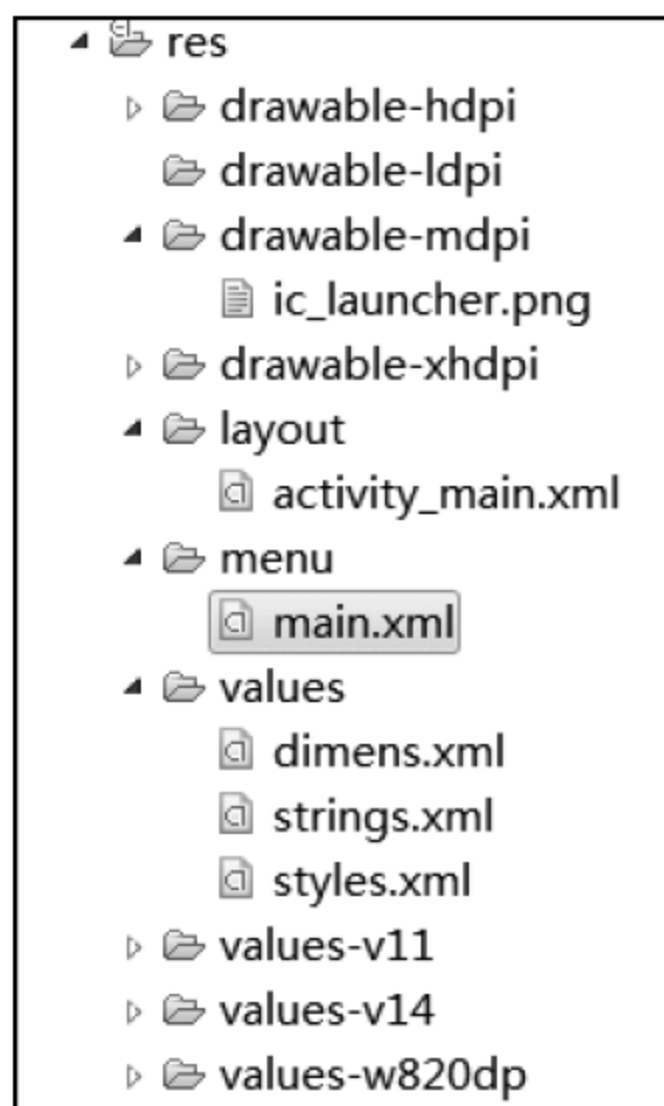 res
drawable-hdpi
drawable-ldpi
drawable-mdpi
ic_launcher.png
drawable-xhdpi
layout
activity_main.xml
menu
main.xml
values
dimens.xml
strings.xml
styles.xml
values-v11
values-v14
values-w820dp